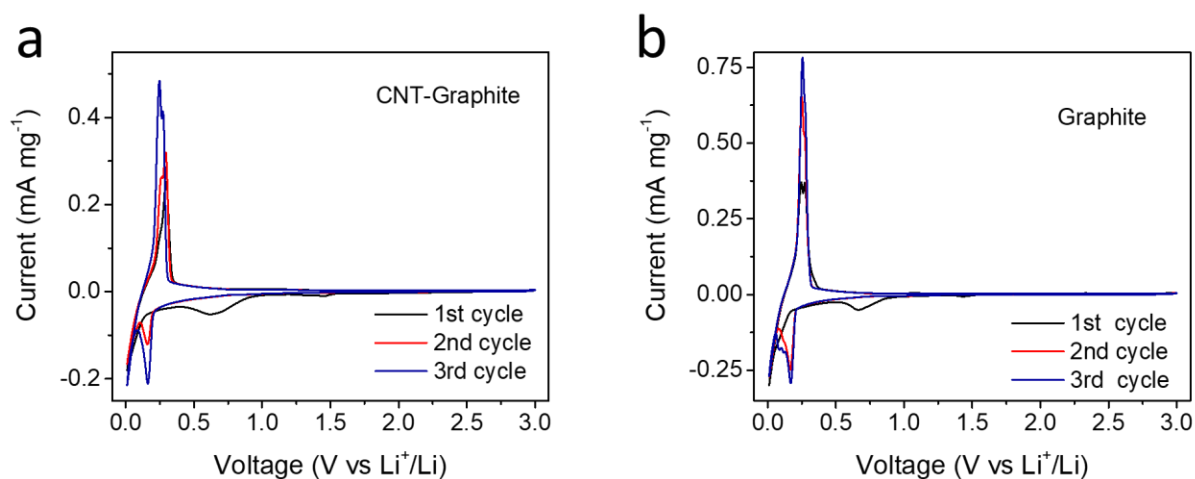 a
CNT-Graphite
Current (mA mg⁻¹)
0.4
0.2
0.0
-0.2
1st cycle
2nd cycle
3rd cycle
0.0 0.5 1.0 1.5 2.0 2.5 3.0
Voltage (V vs Li⁺/Li)
b
Graphite
Current (mA mg⁻¹)
0.75
0.50
0.25
0.00
-0.25
1st cycle
2nd cycle
3rd cycle
0.0 0.5 1.0 1.5 2.0 2.5 3.0
Voltage (V vs Li⁺/Li)